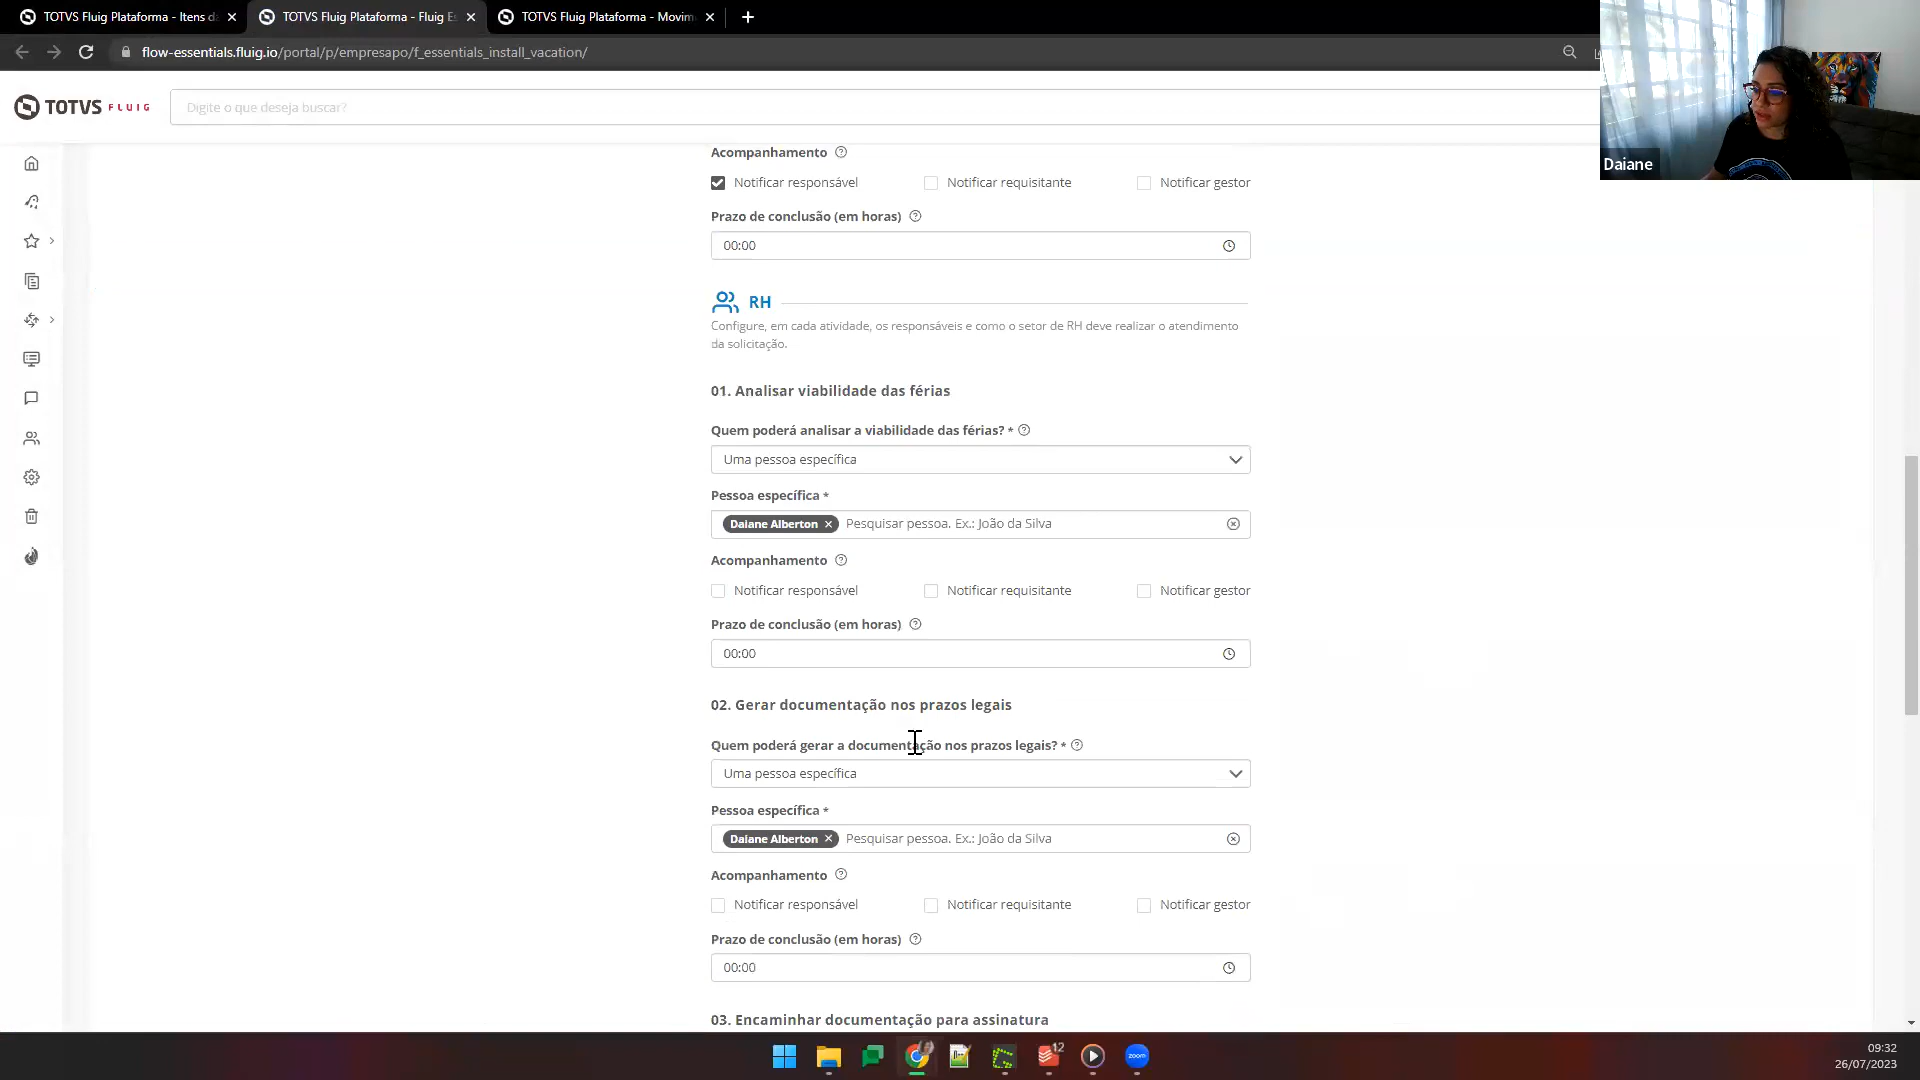 TOTVS Fluig Plataforma - Itens da
TOTVS Fluig Plataforma - Fluig Es
TOTVS Fluig Plataforma - Movim
flow-essentials.fluig.io/portal/p/empresapo/f_essentials_install_vacation/
TOTVS FLUIG
Digite o que deseja buscar?
Daiane
Acompanhamento
Notificar responsável
Notificar requisitante
Notificar gestor
Prazo de conclusão (em horas)
00:00
RH
Configure, em cada atividade, os responsáveis e como o setor de RH deve realizar o atendimento
da solicitação.
01. Analisar viabilidade das férias
Quem poderá analisar a viabilidade das férias? *
Uma pessoa específica
Pessoa específica *
Daiane Alberton
Pesquisar pessoa. Ex.: João da Silva
Acompanhamento
Notificar responsável
Notificar requisitante
Notificar gestor
Prazo de conclusão (em horas)
00:00
02. Gerar documentação nos prazos legais
Quem poderá gerar a documentação nos prazos legais? *
Uma pessoa específica
Pessoa específica *
Daiane Alberton
Pesquisar pessoa. Ex.: João da Silva
Acompanhamento
Notificar responsável
Notificar requisitante
Notificar gestor
Prazo de conclusão (em horas)
00:00
03. Encaminhar documentação para assinatura
12
zoom
09:32
26/07/2023